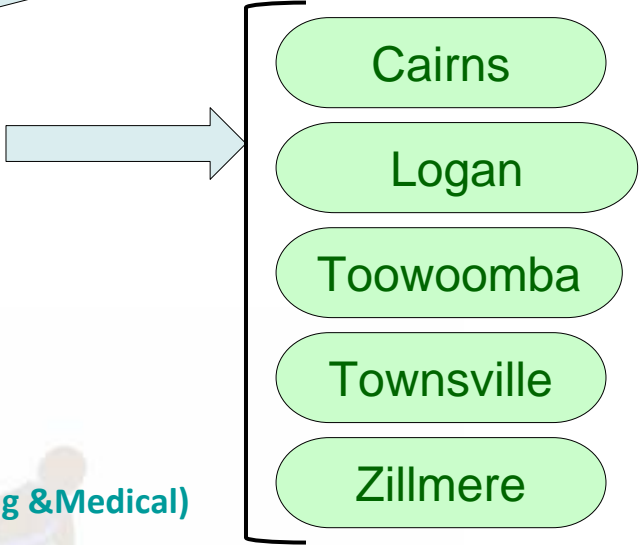 Cairns
Logan
Toowoomba
Townsville
Zillmere
g &Medical)